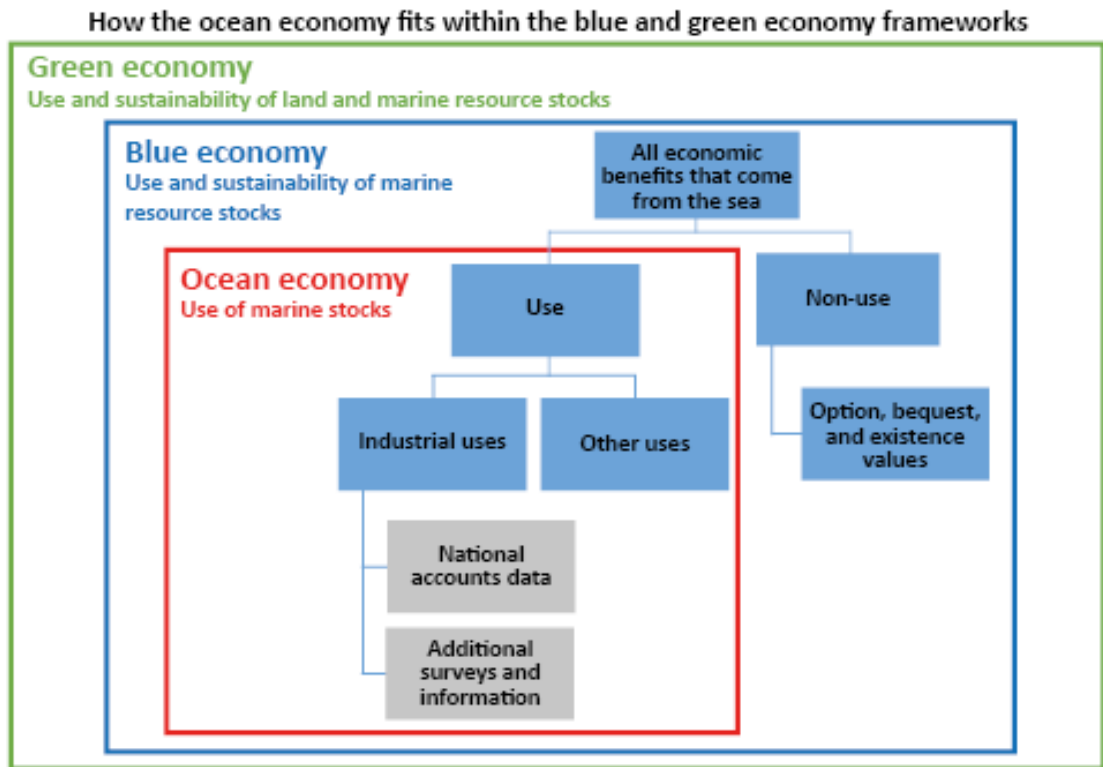 How the ocean economy fits within the blue and green economy frameworks
Green economy
Use and sustainability of land and marine resource stocks
Blue economy
Use and sustainability of marine
resource stocks
All economic
benefits that come
from the sea
Ocean economy
Use of marine stocks
Use
Non-use
Industrial uses
Other uses
Option, bequest,
and existence
values
National
accounts data
Additional
surveys and
information